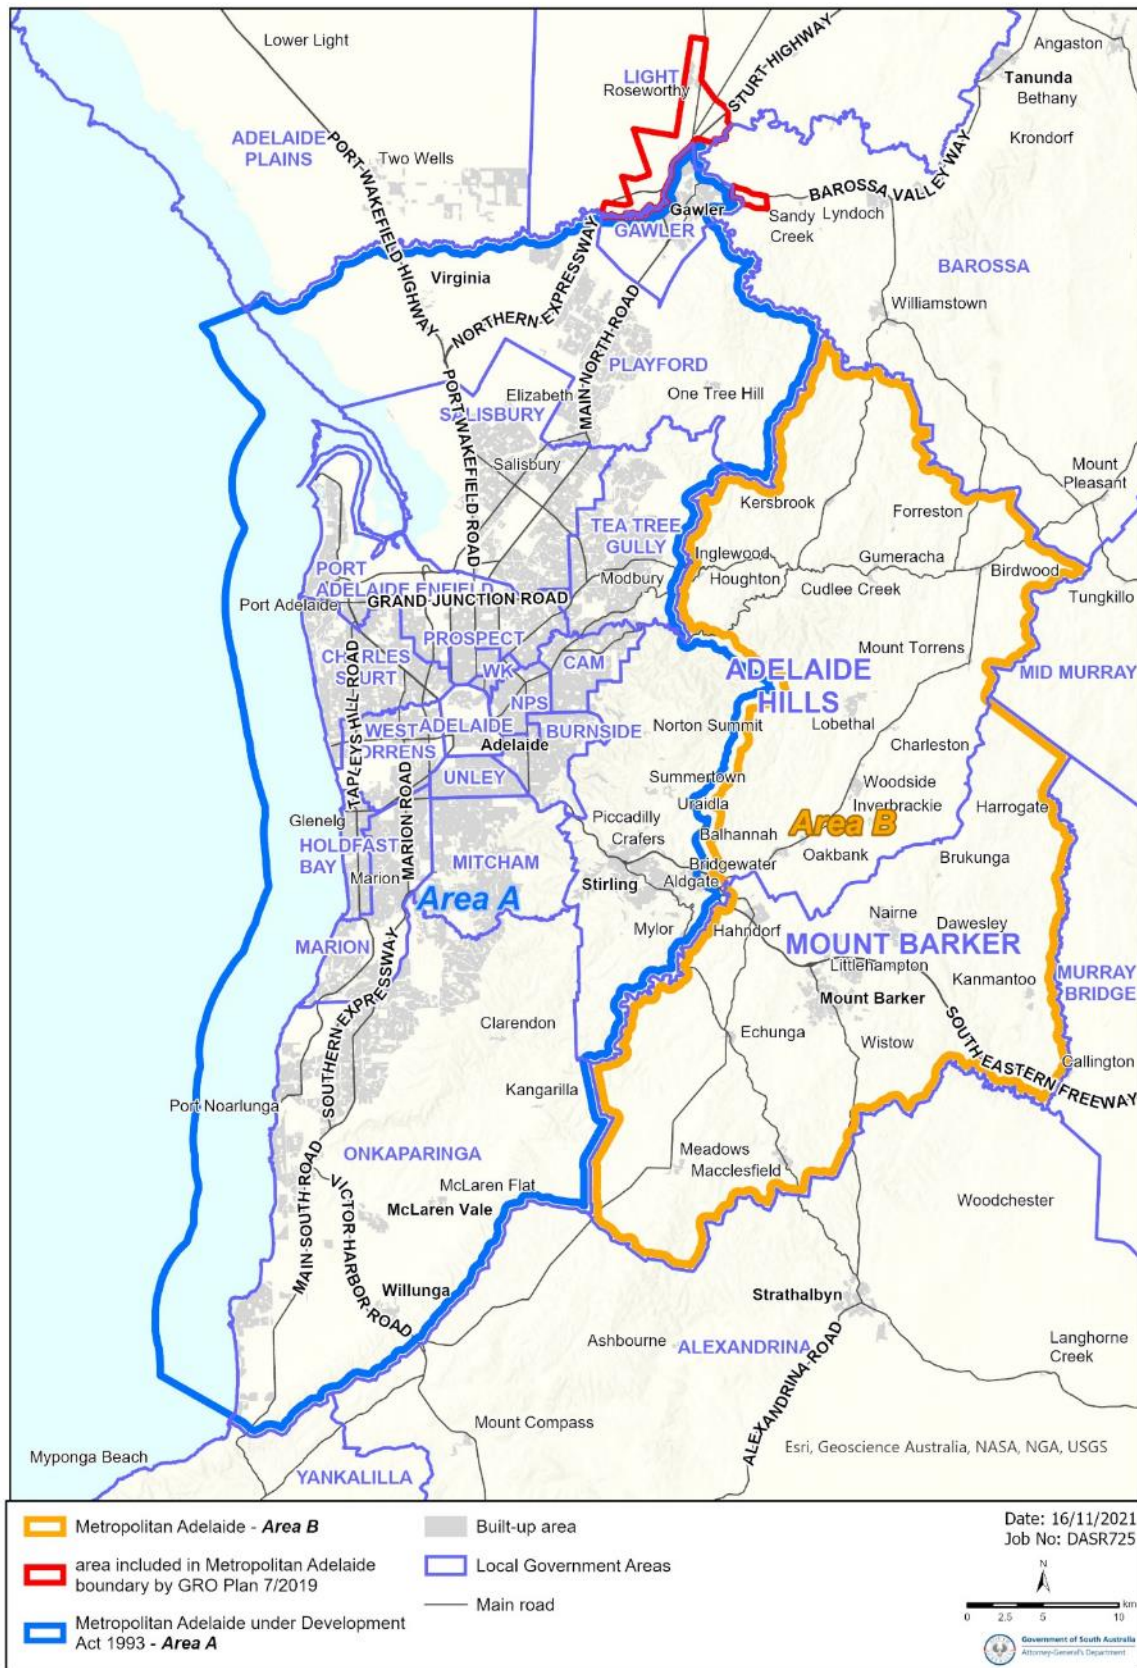 Lower Light
Angaston
LIGHT
Roseworthy
STURT-HIGHWAY
Tanunda
Bethany
ADELAIDE
PLAINS
PORT-WAKEFIELD-HIGHWAY
Two Wells
Krondorf
BAROSSA VALLEY WAY
Gawler
GAWLER
Sandy
Creek
Lyndoch
Virginia
BAROSSA
NORTHERN-EXPRESSWAY
MAIN-NORTH-ROAD
Williamstown
PLAYFORD
Elizabeth
One Tree Hill
SALISBURY
PORT-WAKEFIELD-ROAD
Salisbury
Mount
Pleasant
Kersbrook
Forreston
TEA TREE
GULLY
Inglewood
Gumeracha
PORT
ADELAIDE ENFIELD
Modbury
Houghton
Birdwood
Cudlee Creek
Tungkillo
Port Adelaide
GRAND JUNCTION ROAD
PROSPECT
Mount Torrens
CHARLES
STURT
WK
CAM
ADELAIDE
HILLS
MID MURRAY
NPS
TAPLEYS-HILL-ROAD
WEST
TORRENS
ADELAIDE
Adelaide
BURNSIDE
Norton Summit
Lobethal
Charleston
UNLEY
MARION-ROAD
Summertown
Woodside
Uraidla
Inverbrackie
Harrogate
Glenelg
Piccadilly
Crafers
Balhannah
Area B
HOLDFAST
BAY
MITCHAM
Oakbank
Brukunga
Bridgewater
Marion
Stirling
Aldgate
Area A
Nairne
Dawesley
Mylor
Hahndorf
MARION
MOUNT BARKER
Littlehampton
Kanmantoo
MURRAY
BRIDGE
Mount Barker
SOUTHERN-EXPRESSWAY
Clarendon
Echunga
Wistow
SOUTH-EASTERN-FREEWAY
Callington
Kangarilla
Port Noarlunga
ONKAPARINGA
Meadows
Macclesfield
MAIN-SOUTH-ROAD
VICTOR-HARBOR-ROAD
McLaren Flat
McLaren Vale
Woodchester
Willunga
Strathalbyn
Ashbourne
ALEXANDRINA
Langhorne
Creek
ALEXANDRINA-ROAD
Mount Compass
Myponga Beach
Esri, Geoscience Australia, NASA, NGA, USGS
YANKALILLA
Metropolitan Adelaide - Area B
area included in Metropolitan Adelaide
boundary by GRO Plan 7/2019
Metropolitan Adelaide under Development
Act 1993 - Area A
Built-up area
Local Government Areas
Main road
Date: 16/11/2021
Job No: DASR725
N
0 2.5 5 10 km
Government of South Australia
Attorney-General's Department